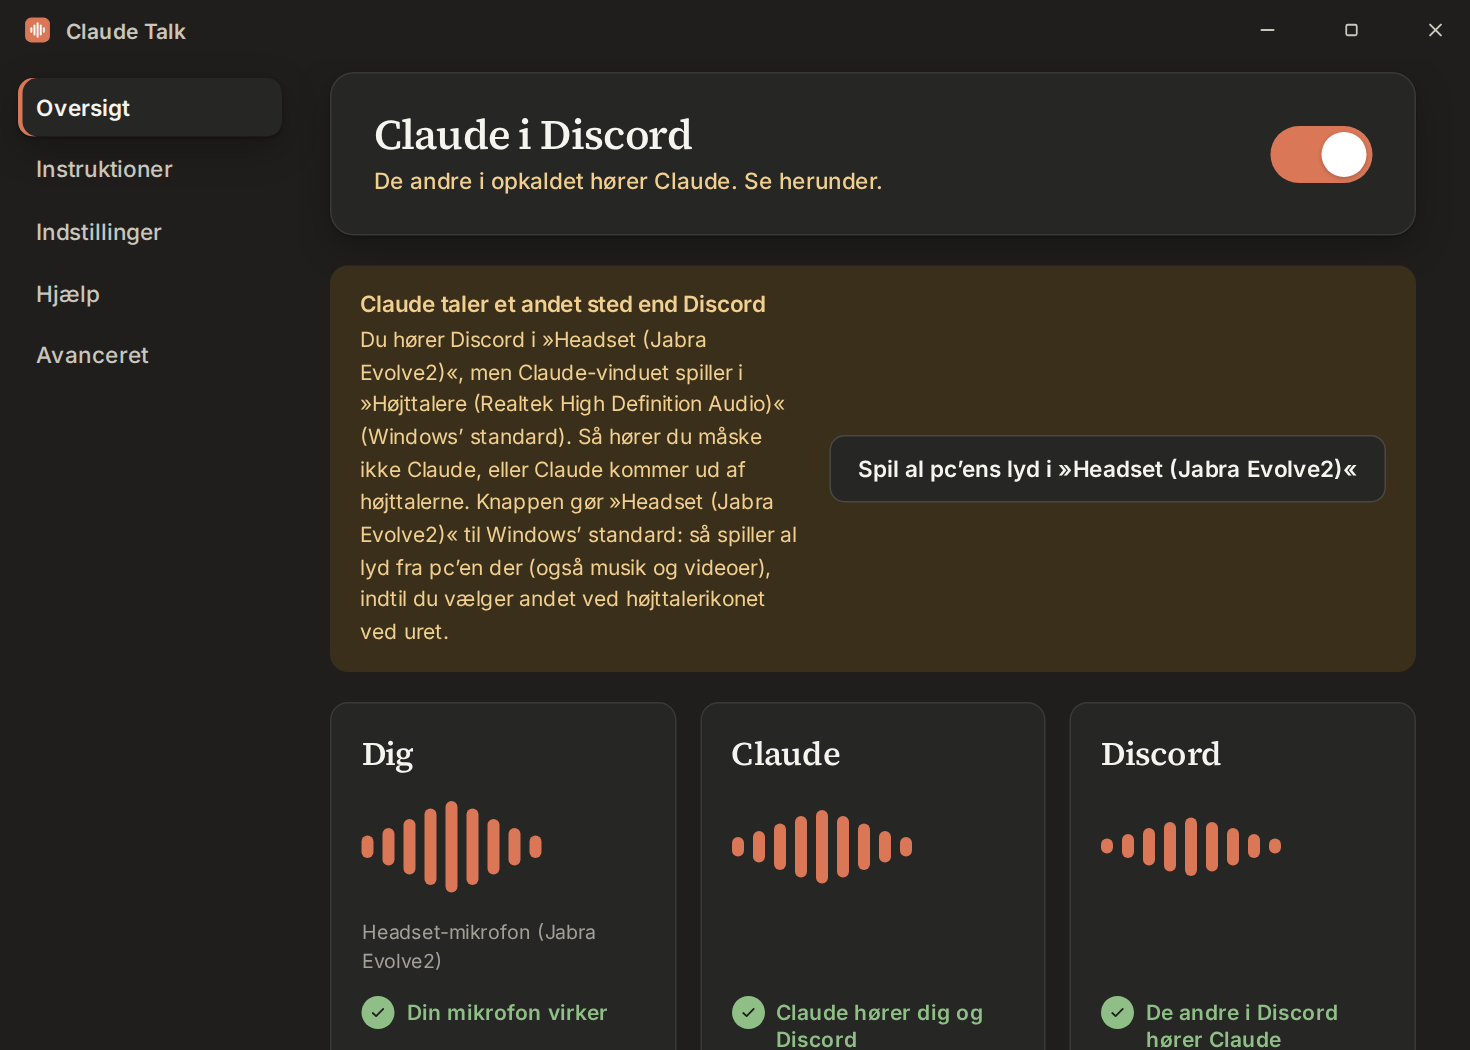 Claude Talk
Oversigt
Instruktioner
Indstillinger
Hjælp
Avanceret
Claude i Discord
De andre i opkaldet hører Claude. Se herunder.
Claude taler et andet sted end Discord
Du hører Discord i »Headset (Jabra
Evolve2)«, men Claude-vinduet spiller i
»Højttalere (Realtek High Definition Audio)«
(Windows’ standard). Så hører du måske
ikke Claude, eller Claude kommer ud af
højttalerne. Knappen gør »Headset (Jabra
Evolve2)« til Windows’ standard: så spiller al
lyd fra pc’en der (også musik og videoer),
indtil du vælger andet ved højttalerikonet
ved uret.
Spil al pc’ens lyd i »Headset (Jabra Evolve2)«
Dig
Headset-mikrofon (Jabra
Evolve2)
Din mikrofon virker
Claude
Claude hører dig og
Discord
Discord
De andre i Discord
hører Claude